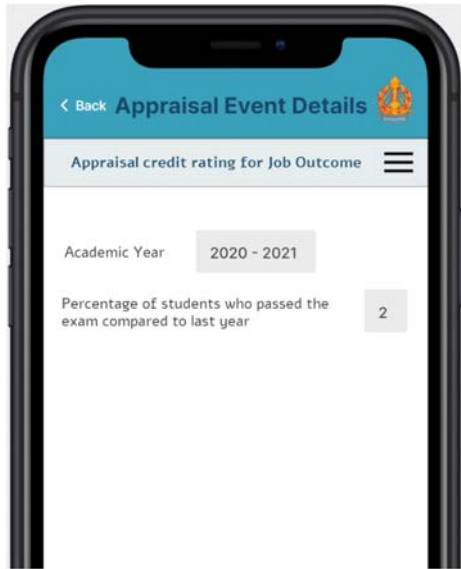 < Back Appraisal Event Details
Appraisal credit rating for Job Outcome
Academic Year 2020 - 2021
Percentage of students who passed the
exam compared to last year 2